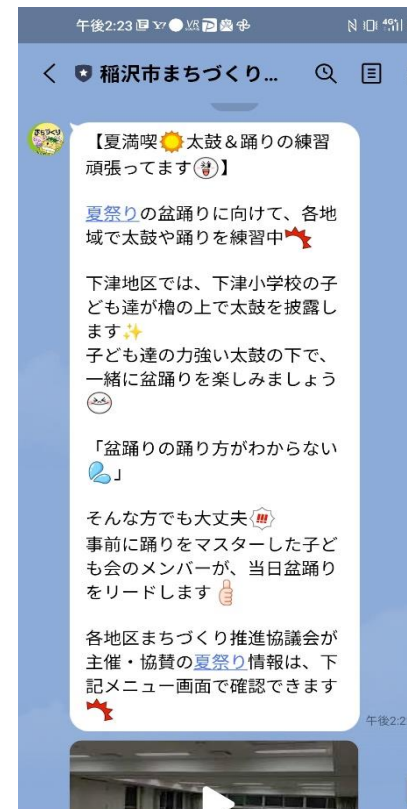 午後2:23
46
稲沢市まちづくり...
まちづくり
【夏満喫☀️太鼓＆踊りの練習
頑張ってます】
夏祭りの盆踊りに向けて、各地
域で太鼓や踊りを練習中
下津地区では、下津小学校の子
ども達が櫓の上で太鼓を披露し
ます✨
子ども達の力強い太鼓の下で、
一緒に盆踊りを楽しみましょう
「盆踊りの踊り方がわからない
💦」
そんな方でも大丈夫!!!
事前に踊りをマスターした子ど
も会のメンバーが、当日盆踊り
をリードします👍
各地区まちづくり推進協議会が
主催・協賛の夏祭り情報は、下
記メニュー画面で確認できます
午後2:2